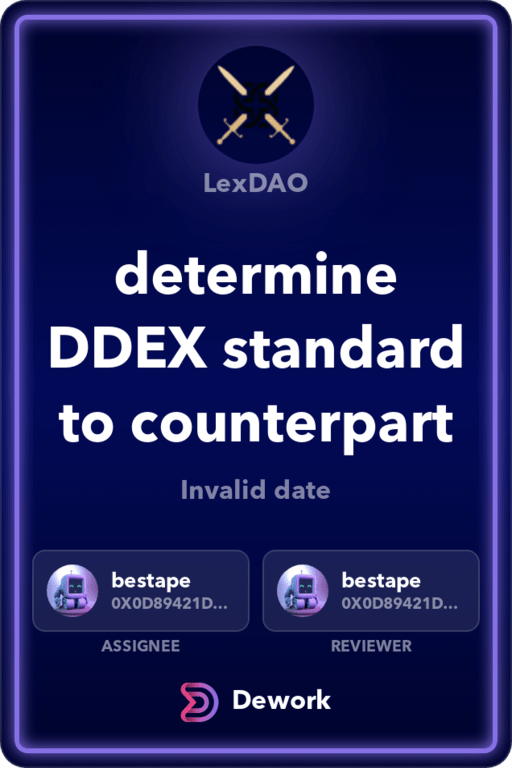 LexDAO
determine
DDEX standard
to counterpart
Invalid date
bestape
0X0D89421D...
ASSIGNEE
bestape
0X0D89421D...
REVIEWER
Dework